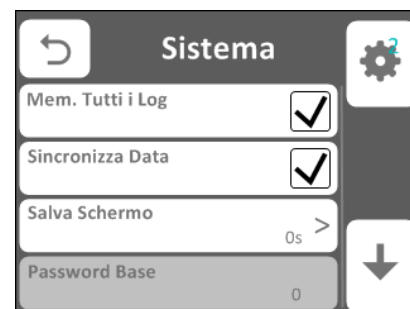 Sistema
2
Mem. Tutti i Log
Sincronizza Data
Salva Schermo
0s >
Password Base
0